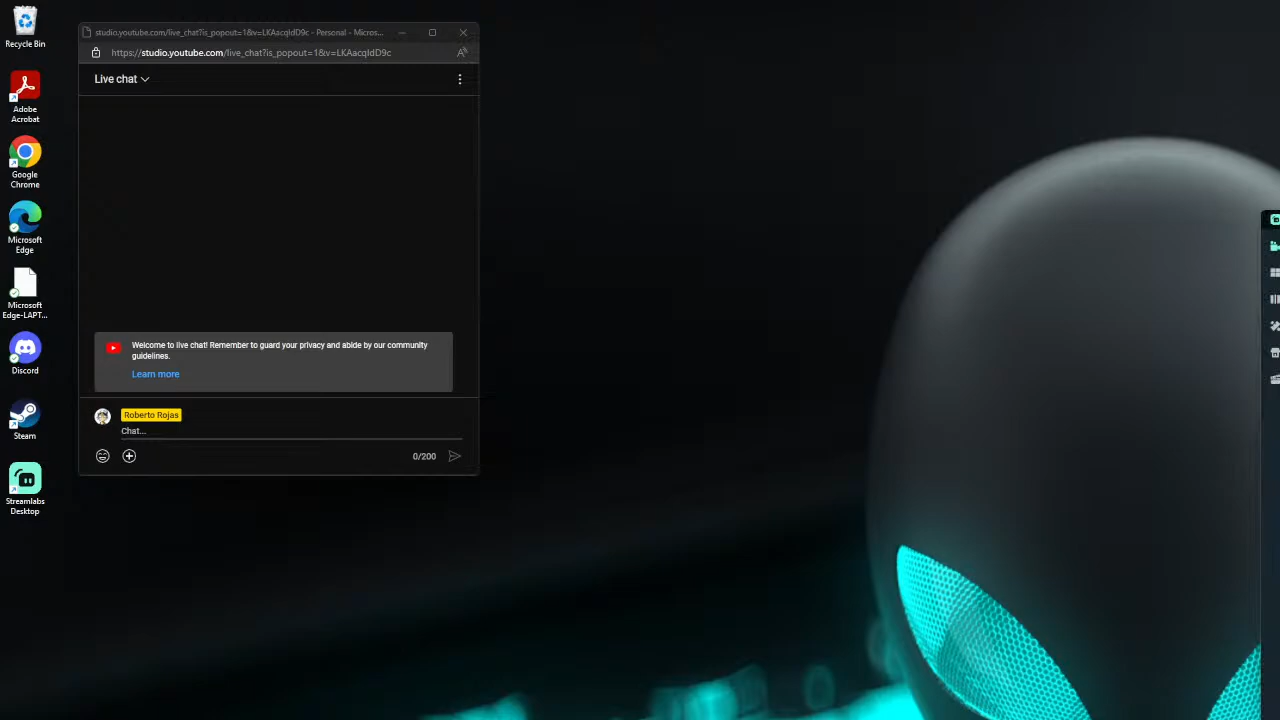 Recycle Bin
Adobe
Acrobat
Google
Chrome
Microsoft
Edge
Microsoft
Edge-LAPT...
Discord
Steam
Streamlabs
Desktop
studio.youtube.com/live_chat?is_popout=1&v=LKAacqIdD9c - Personal - Micros...
https://studio.youtube.com/live_chat?is_popout=1&v=LKAacqIdD9c
Live chat
Welcome to live chat! Remember to guard your privacy and abide by our community
guidelines.
Learn more
Roberto Rojas
Chat...
0/200